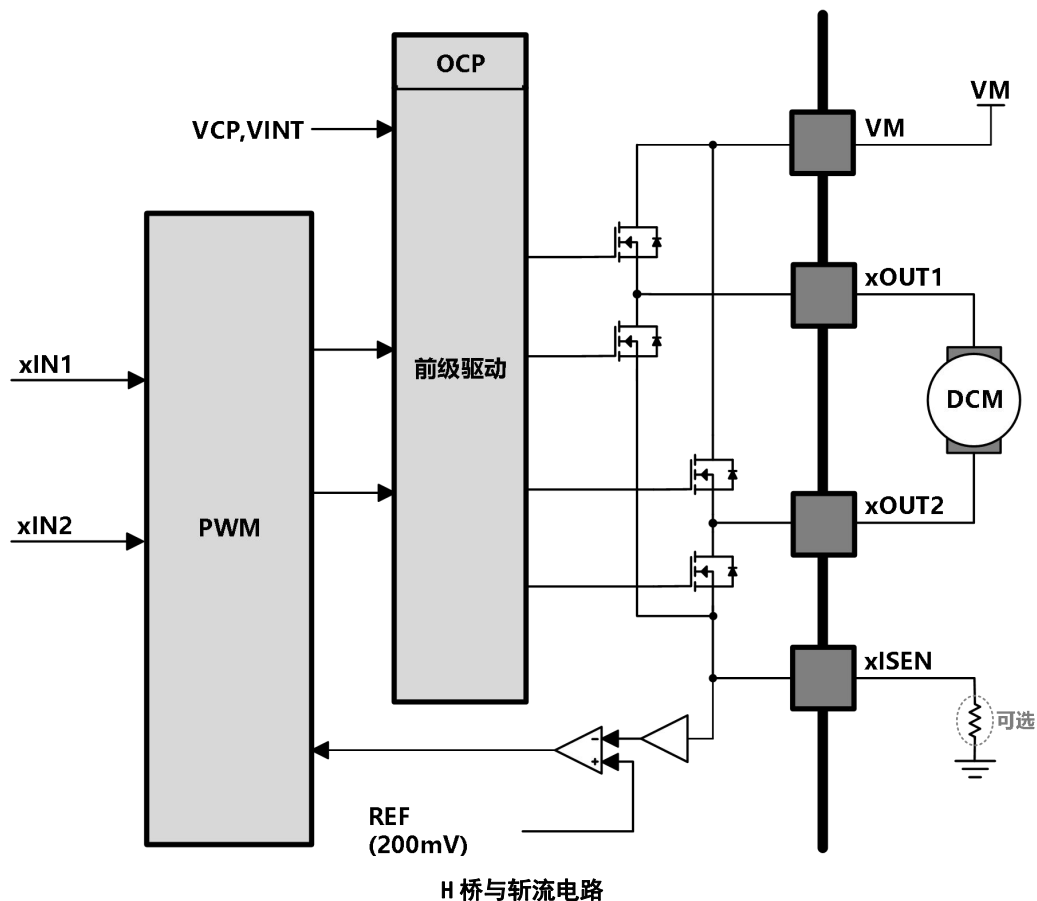 OCP
VM
VCP,VINT
VM
xOUT1
xIN1
前级驱动
DCM
xIN2
PWM
xOUT2
xISEN
可选
-
+
REF
(200mV)
H 桥与斩流电路